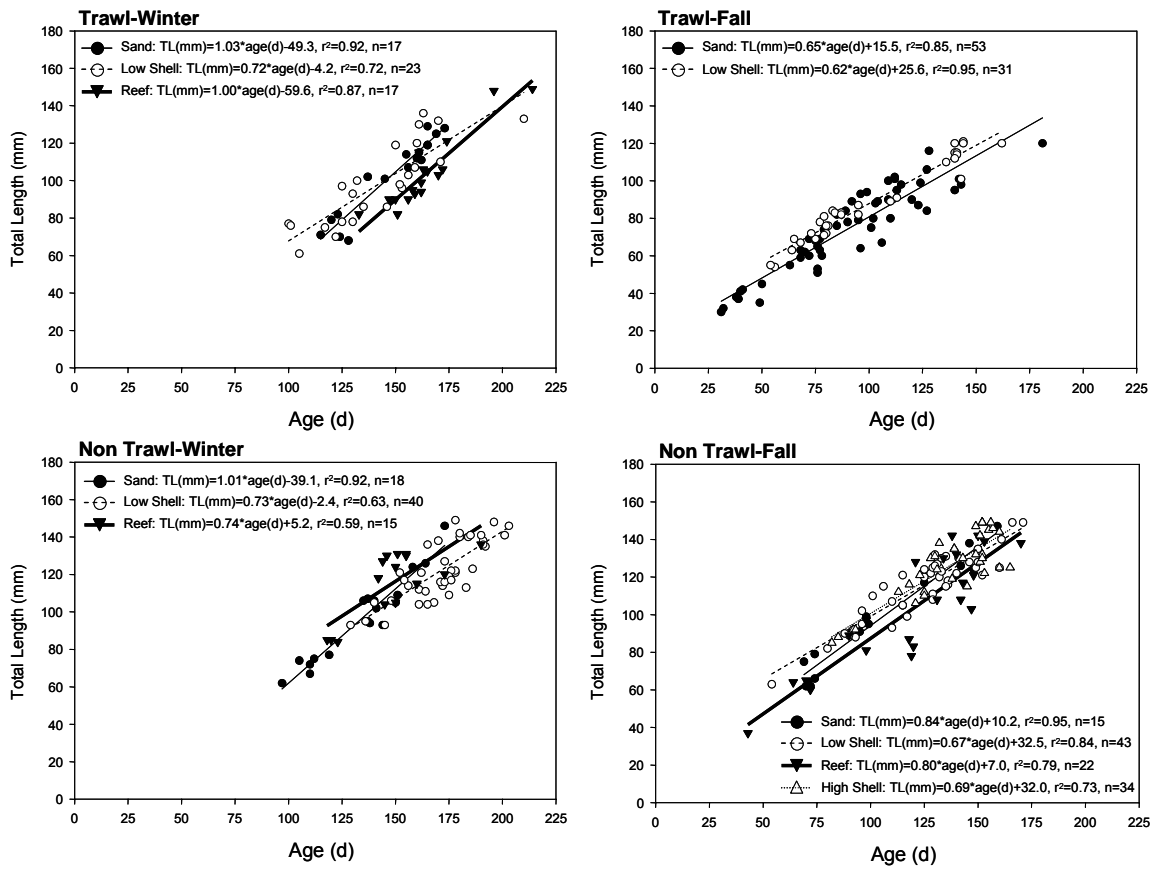 Trawl-Winter
Sand: TL(mm)=1.03*age(d)-49.3, r²=0.92, n=17
Low Shell: TL(mm)=0.72*age(d)-4.2, r²=0.72, n=23
Reef: TL(mm)=1.00*age(d)-59.6, r²=0.87, n=17
180
160
140
120
100
80
60
40
20
0
Total Length (mm)
0 25 50 75 100 125 150 175 200 225
Age (d)
Trawl-Fall
Sand: TL(mm)=0.65*age(d)+15.5, r²=0.85, n=53
Low Shell: TL(mm)=0.62*age(d)+25.6, r²=0.95, n=31
180
160
140
120
100
80
60
40
20
0
Total Length (mm)
0 25 50 75 100 125 150 175 200 225
Age (d)
Non Trawl-Winter
Sand: TL(mm)=1.01*age(d)-39.1, r²=0.92, n=18
Low Shell: TL(mm)=0.73*age(d)-2.4, r²=0.63, n=40
Reef: TL(mm)=0.74*age(d)+5.2, r²=0.59, n=15
180
160
140
120
100
80
60
40
20
0
Total Length (mm)
0 25 50 75 100 125 150 175 200 225
Age (d)
Non Trawl-Fall
180
160
140
120
100
80
60
40
20
0
Total Length (mm)
Sand: TL(mm)=0.84*age(d)+10.2, r²=0.95, n=15
Low Shell: TL(mm)=0.67*age(d)+32.5, r²=0.84, n=43
Reef: TL(mm)=0.80*age(d)+7.0, r²=0.79, n=22
High Shell: TL(mm)=0.69*age(d)+32.0, r²=0.73, n=34
0 25 50 75 100 125 150 175 200 225
Age (d)